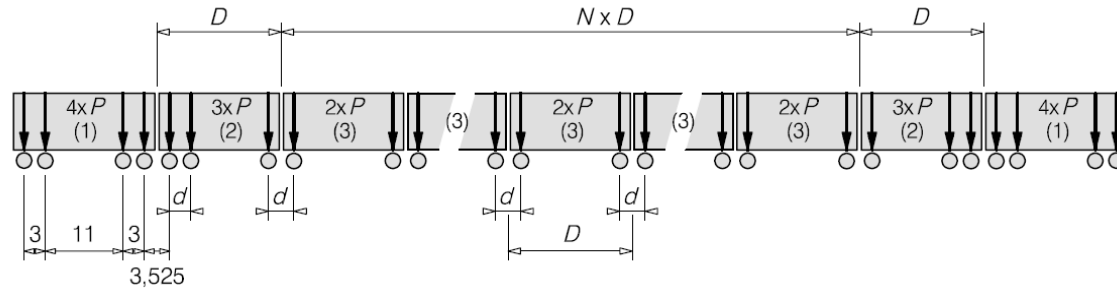 D N x D D
4x P 3x P 2x P 2x P 2x P 3x P 4x P
(1) (2) (3) (3) (3) (3) (3) (2) (1)
d d d d
3 11 3 D
3,525